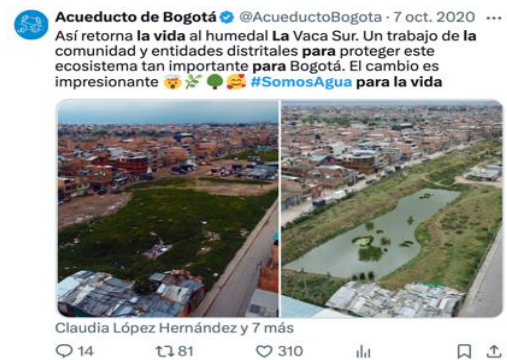 Acueducto de Bogotá @AcueductoBogota · 7 oct. 2020 ...
Así retorna la vida al humedal La Vaca Sur. Un trabajo de la
comunidad y entidades distritales para proteger este
ecosistema tan importante para Bogotá. El cambio es
impresionante 🤯🌿🌳🥰 #SomosAgua para la vida
Claudia López Hernández y 7 más
14 81 310